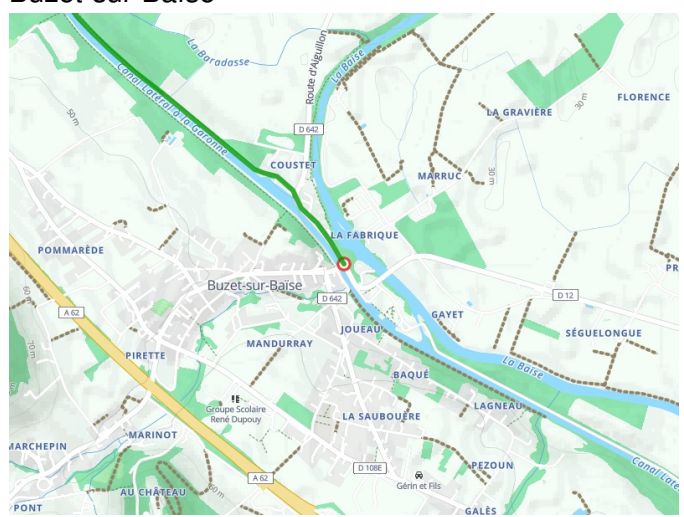 Buzet-sur-Baïse
La Baradasse
Canal Latéral à la Garonne
Route d'Aiguillon
La Baïse
30 m
FLORENCE
LA GRAVIÈRE
50 m
D 642
COUSTET
MARRUC
30 m
POMMARÈDE
LA FABRIQUE
Buzet-sur-Baïse
D 642
D 12
60 m
A 62
GAYET
JOUEAU
SÉGUELONGUE
MANDURRAY
70 m
PIRETTE
La Baïse
BAQUÉ
Groupe Scolaire
René Dupouy
LA SAUBOUÈRE
LAGNEAU
MARINOT
MARCHEPIN
A 62
D 108E
PEZOUN
AU CHÂTEAU
Gérin et Fils
GALÈS
PONT